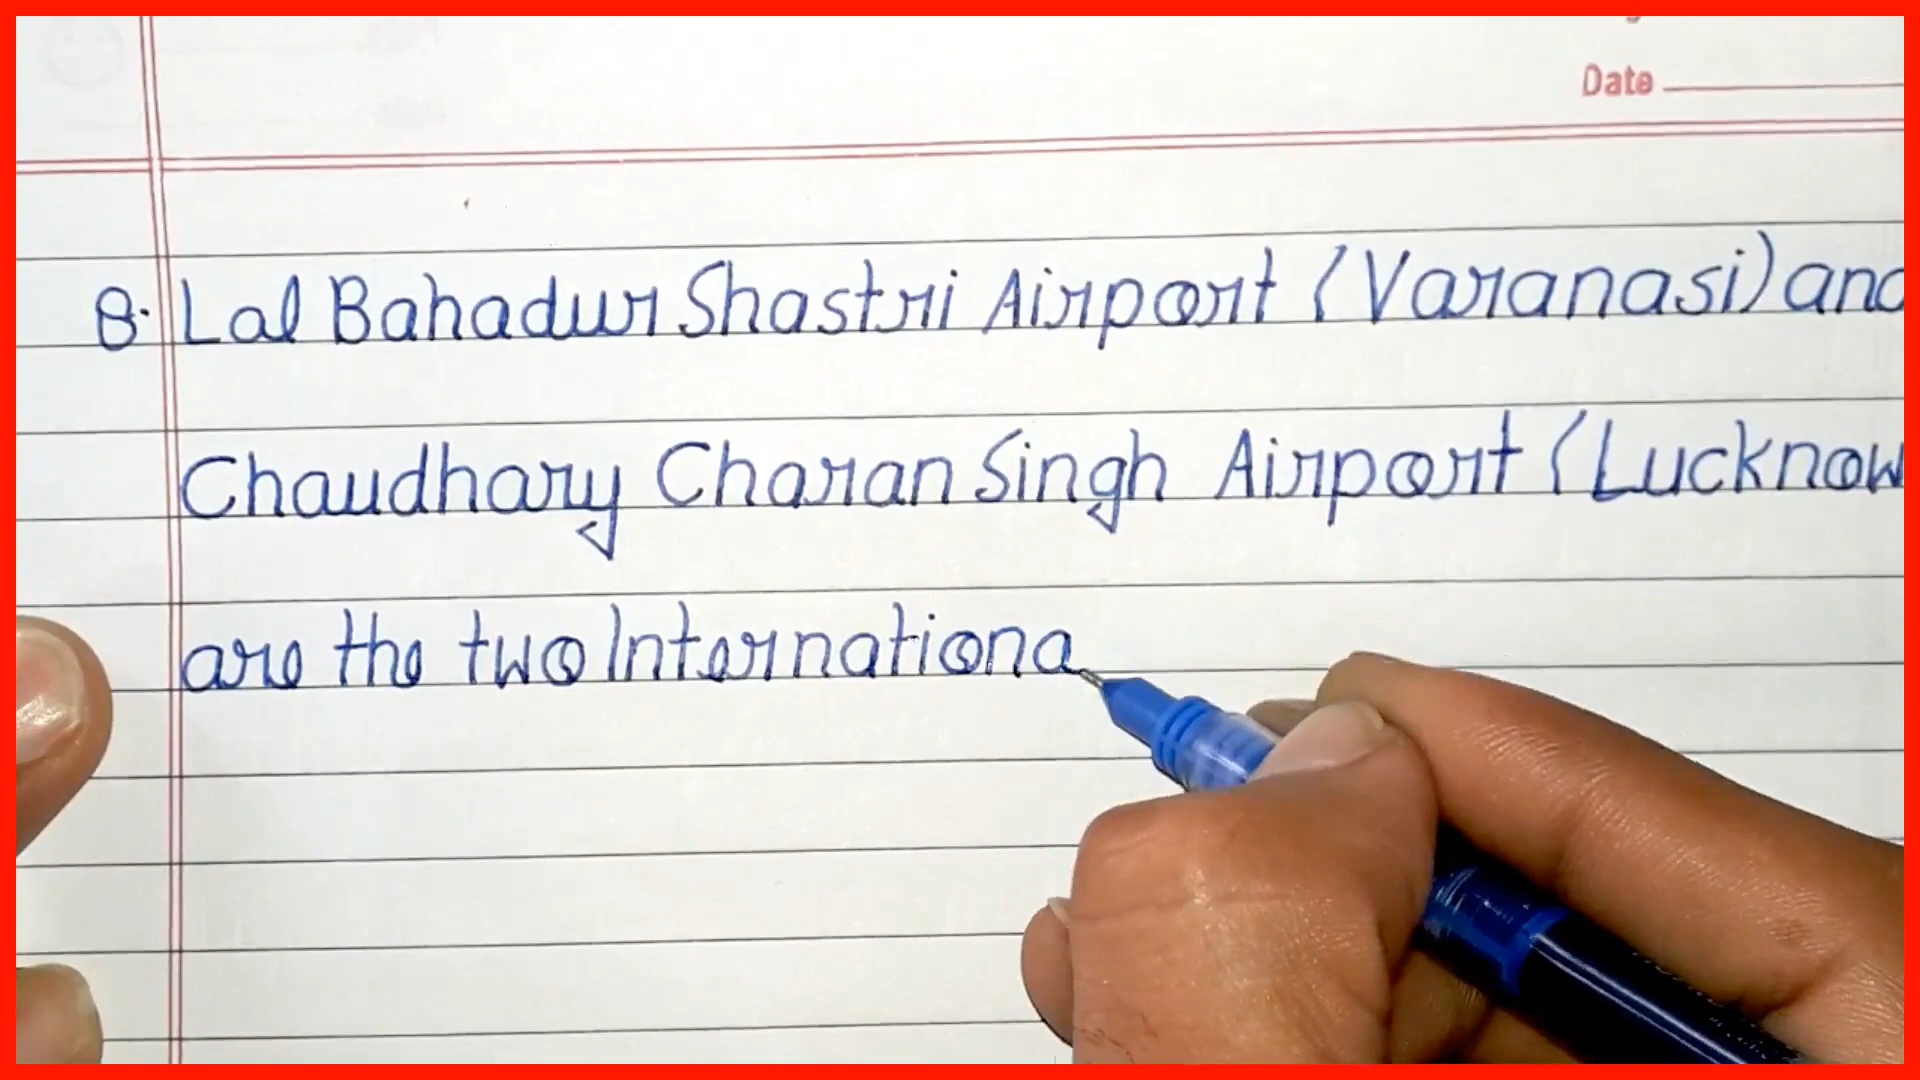 Date
8. Lal Bahadur Shastri Airport (Varanasi) and
Chaudhary Charan Singh Airport (Lucknow
are the two Internationa